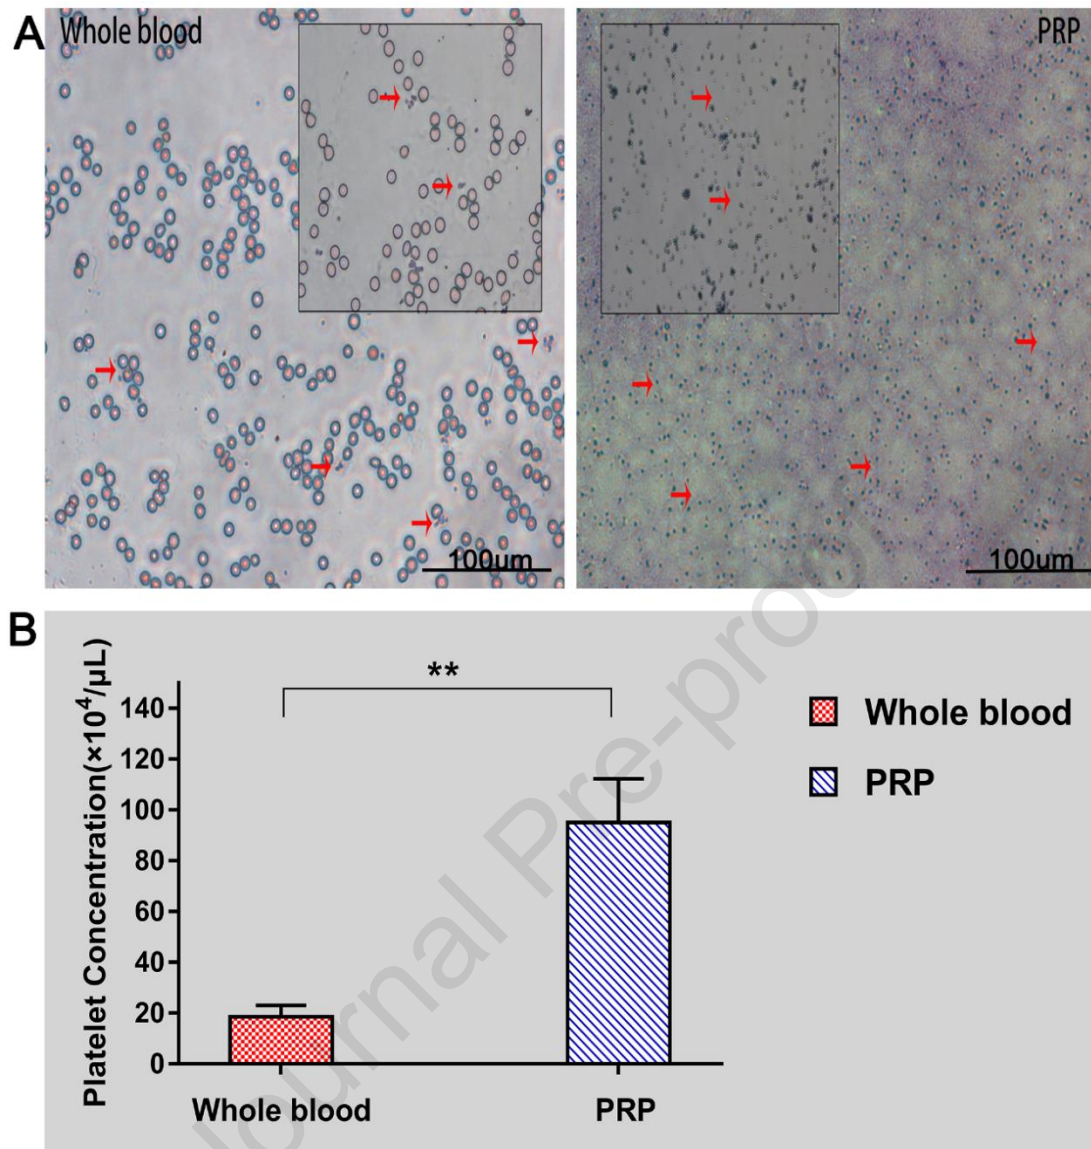 A
Whole blood
PRP
100um
100um
B
**
Platelet Concentration(×10⁴/μL)
140
120
100
80
60
40
20
0
Whole blood
PRP
Whole blood
PRP
Journal Pre-proof